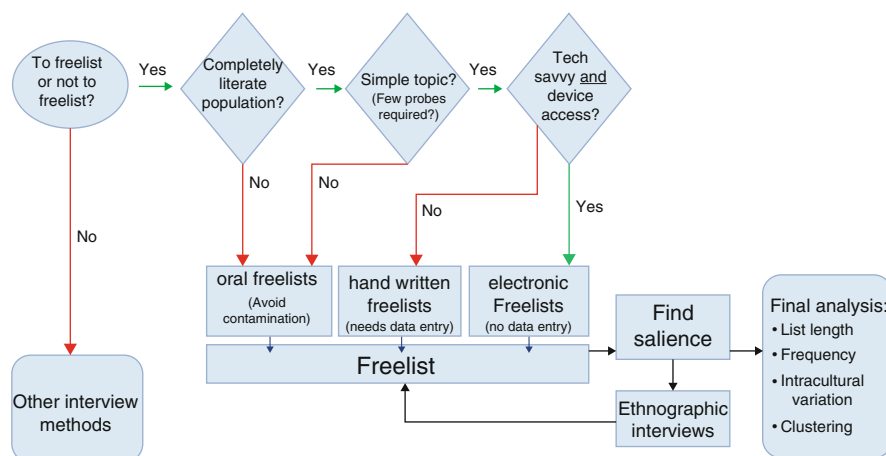 To freelist
or not to
freelist?
Yes
Completely
literate
population?
Yes
Simple topic?
(Few probes
required?)
Yes
Tech
savvy and
device
access?
No
No
No
No
Yes
oral freelists
(Avoid
contamination)
hand written
freelists
(needs data entry)
electronic
Freelists
(no data entry)
Freelist
Find
salience
Ethnographic
interviews
Final analysis:
• List length
• Frequency
• Intracultural
variation
• Clustering
Other interview
methods